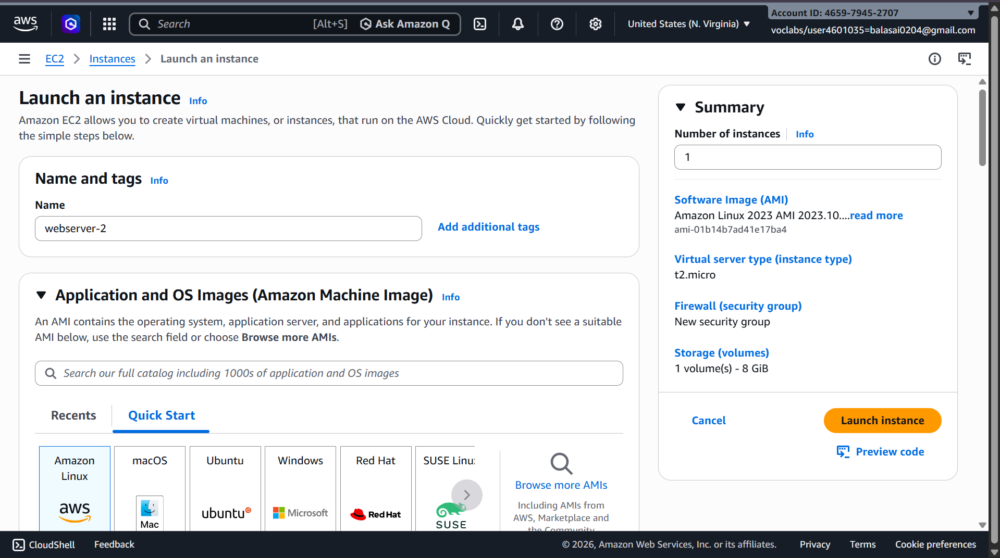 aws
Search
[Alt+S]
Ask Amazon Q
United States (N. Virginia)
Account ID: 4659-7945-2707
voclabs/user4601035=balasai0204@gmail.com
EC2
Instances
Launch an instance
Launch an instance
Info
Amazon EC2 allows you to create virtual machines, or instances, that run on the AWS Cloud. Quickly get started by following
the simple steps below.
Name and tags
Info
Name
webserver-2
Add additional tags
Application and OS Images (Amazon Machine Image)
Info
An AMI contains the operating system, application server, and applications for your instance. If you don't see a suitable
AMI below, use the search field or choose Browse more AMIs.
Search our full catalog including 1000s of application and OS images
Recents
Quick Start
Amazon
Linux
aws
macOS
Mac
Ubuntu
ubuntu
Windows
Microsoft
Red Hat
Red Hat
SUSE Linu
SUSE
Browse more AMIs
Including AMIs from
AWS, Marketplace and
the Community
Summary
Number of instances
Info
1
Software Image (AMI)
Amazon Linux 2023 AMI 2023.10....read more
ami-01b14b7ad41e17ba4
Virtual server type (instance type)
t2.micro
Firewall (security group)
New security group
Storage (volumes)
1 volume(s) - 8 GiB
Cancel
Launch instance
Preview code
CloudShell
Feedback
© 2026, Amazon Web Services, Inc. or its affiliates.
Privacy
Terms
Cookie preferences